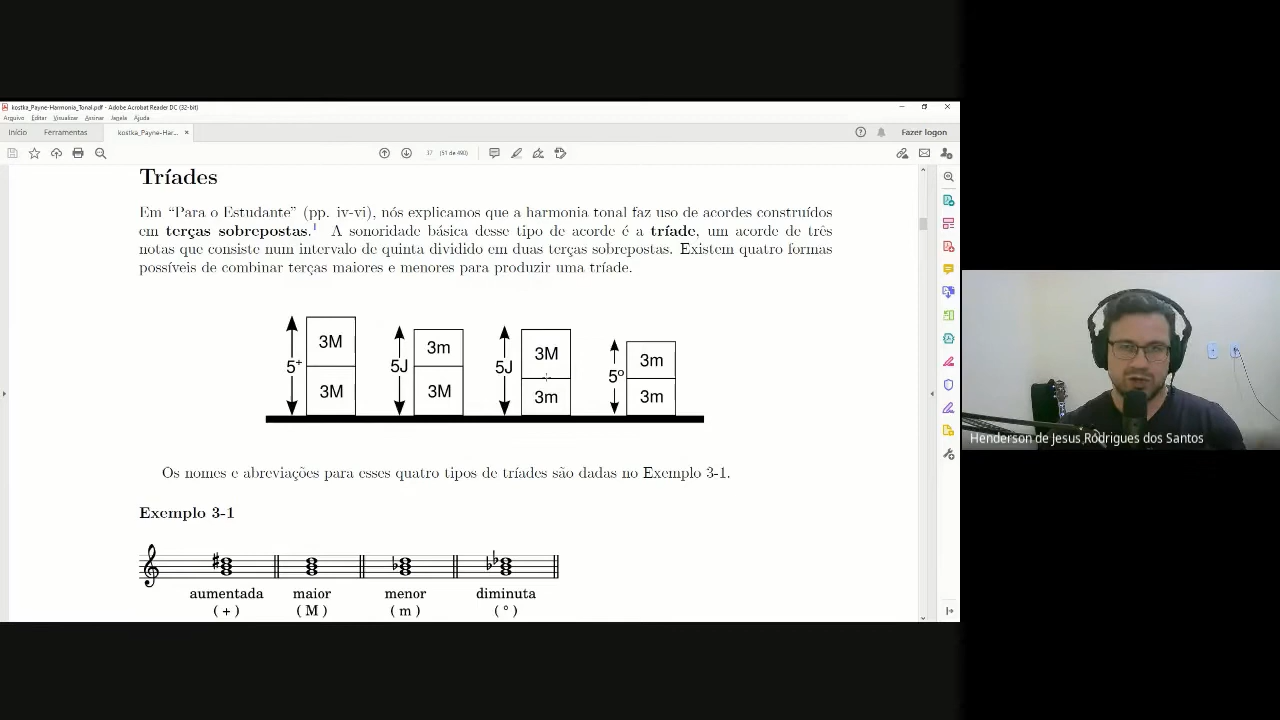 kostka_Payne-Harmonia_Tonal.pdf - Adobe Acrobat Reader DC (32-bit)
Arquivo Editar Visualizar Assinar Janela Ajuda
Início Ferramentas kostka_Payne-Har... × Fazer logon
37 (51 de 490)
Tríades
Em “Para o Estudante” (pp. iv-vi), nós explicamos que a harmonia tonal faz uso de acordes construídos
em terças sobrepostas.¹ A sonoridade básica desse tipo de acorde é a tríade, um acorde de três
notas que consiste num intervalo de quinta dividido em duas terças sobrepostas. Existem quatro formas
possíveis de combinar terças maiores e menores para produzir uma tríade.
3M 3m 3M 3m
5+ 5J 5J 5º
3M 3M 3m 3m
Os nomes e abreviações para esses quatro tipos de tríades são dadas no Exemplo 3-1.
Exemplo 3-1
aumentada maior menor diminuta
( + ) ( M ) ( m ) ( º )
Henderson de Jesus Rodrigues dos Santos